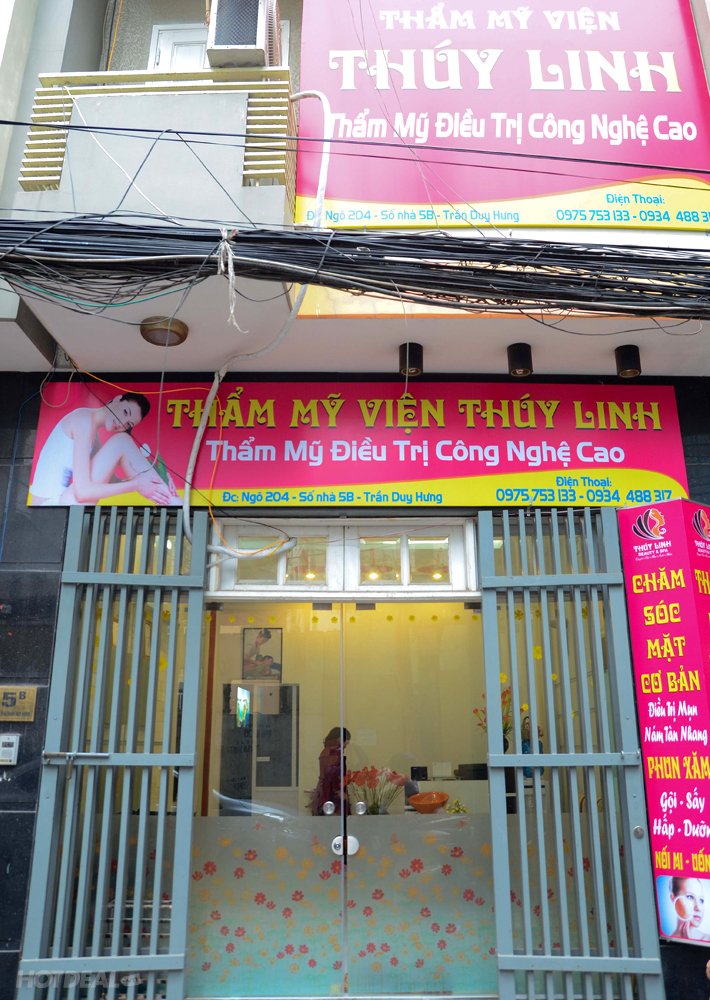 THẨM MỸ VIỆN
THÚY LINH
Thẩm Mỹ Điều Trị Công Nghệ Cao
Ngõ 204 - Số nhà 5B - Trần Duy Hưng
Điện Thoại:
0975 753 133 - 0934 488 317
THẨM MỸ VIỆN THÚY LINH
Thẩm Mỹ Điều Trị Công Nghệ Cao
Đc: Ngõ 204 - Số nhà 5B - Trần Duy Hưng
Điện Thoại:
0975 753 133 - 0934 488 317
THÚY LINH
BEAUTY & SPA
CHĂM
SÓC
MẶT
CƠ BẢN
Điều Trị Mụn
Nám Tàn Nhang
PHUN XĂM
Gội - Sấy
Hấp - Dưỡng
NỐI MI - UỐN
5B
HOTDEAL